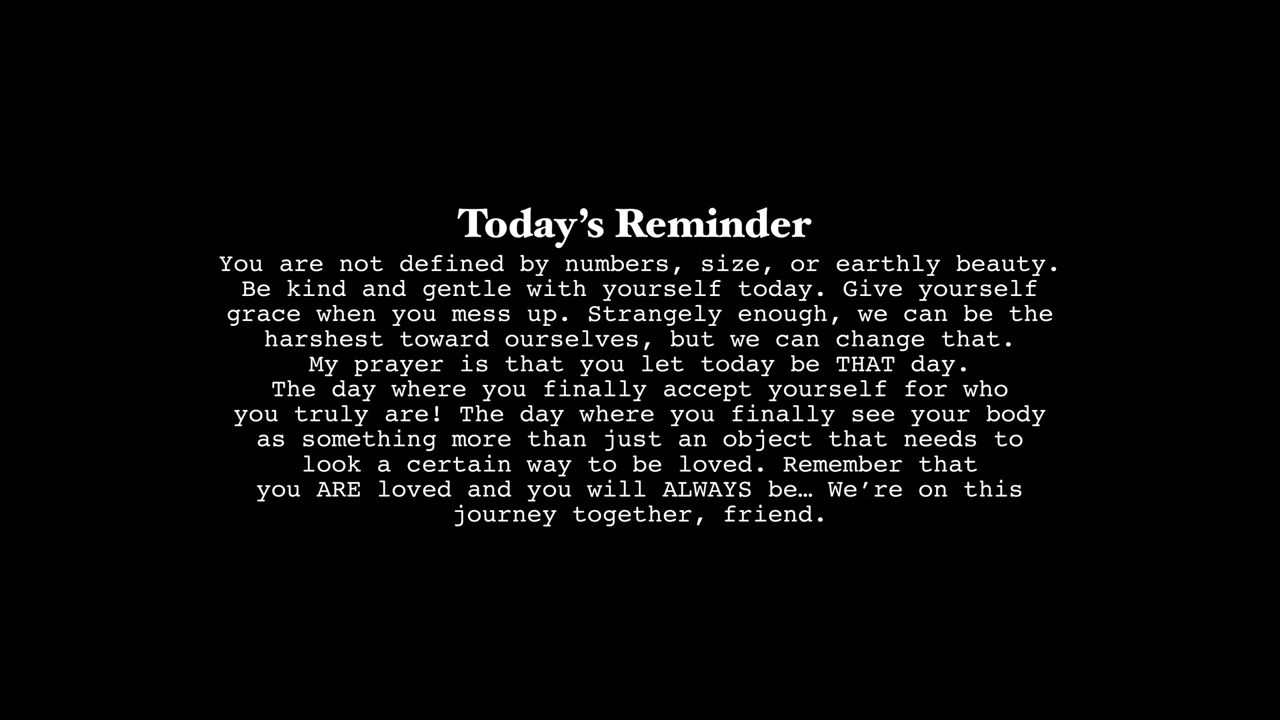 Today’s Reminder
You are not defined by numbers, size, or earthly beauty.
Be kind and gentle with yourself today. Give yourself
grace when you mess up. Strangely enough, we can be the
harshest toward ourselves, but we can change that.
My prayer is that you let today be THAT day.
The day where you finally accept yourself for who
you truly are! The day where you finally see your body
as something more than just an object that needs to
look a certain way to be loved. Remember that
you ARE loved and you will ALWAYS be… We’re on this
journey together, friend.